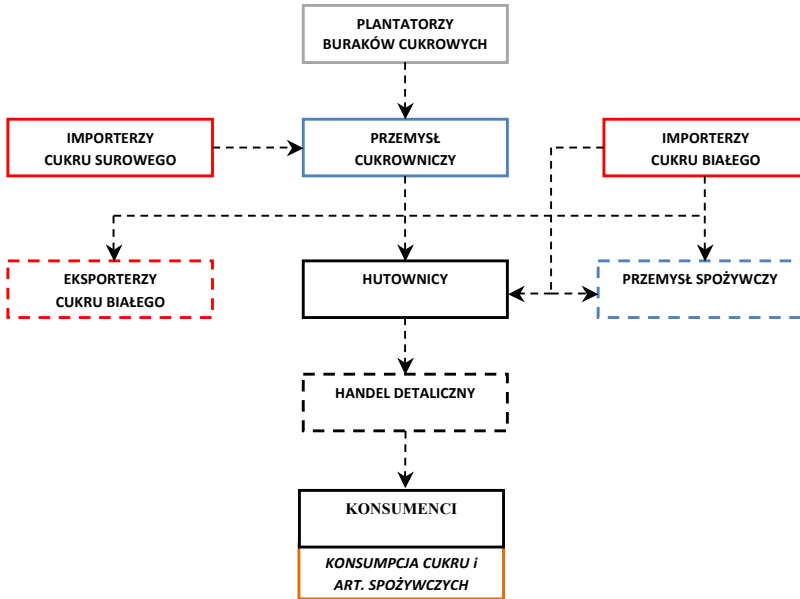 PLANTATORZY
BURAKÓW CUKROWYCH
IMPORTERZY
CUKRU SUROWEGO
PRZEMYSŁ
CUKROWNICZY
IMPORTERZY
CUKRU BIAŁEGO
EKSPORTERZY
CUKRU BIAŁEGO
HUTOWNICY
PRZEMYSŁ SPOŻYWCZY
HANDEL DETALICZNY
KONSUMENCI
KONSUMPCJA CUKRU i
ART. SPOŻYWCZYCH